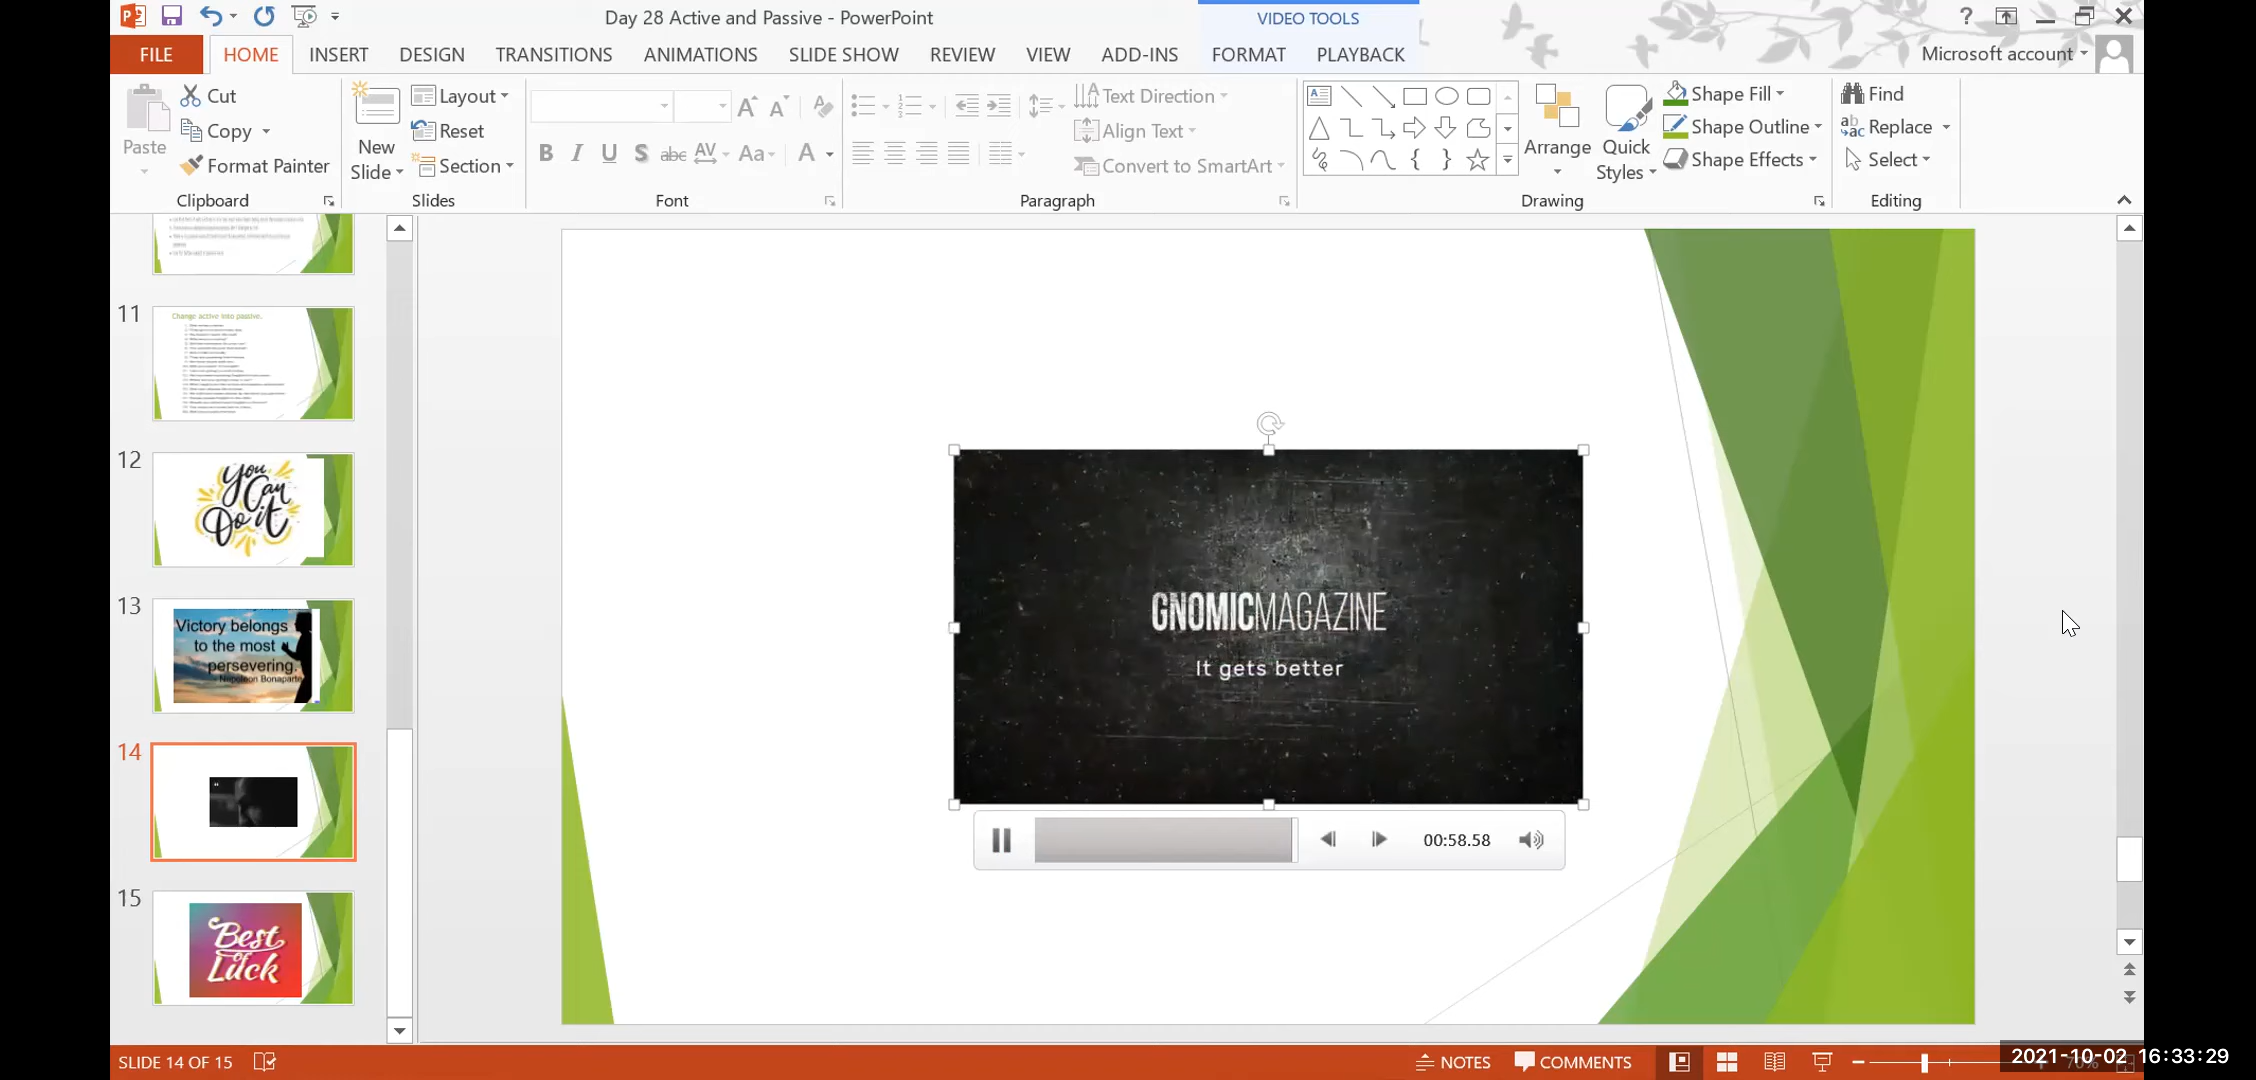 Day 28 Active and Passive - PowerPoint
VIDEO TOOLS
?
FILE
HOME
INSERT
DESIGN
TRANSITIONS
ANIMATIONS
SLIDE SHOW
REVIEW
VIEW
ADD-INS
FORMAT
PLAYBACK
Microsoft account
Paste
Cut
Copy
Format Painter
Clipboard
New
Slide
Layout
Reset
Section
Slides
B I U S abc AV Aa A
Font
Text Direction
Align Text
Convert to SmartArt
Paragraph
Arrange
Quick
Styles
Shape Fill
Shape Outline
Shape Effects
Drawing
Find
Replace
Select
Editing
11
Change active into passive.
12
You
Can
Do it
13
Victory belongs
to the most
persevering.
- Napoleon Bonaparte
14
15
Best
of
Luck
GNOMICMAGAZINE
It gets better
00:58.58
SLIDE 14 OF 15
NOTES
COMMENTS
2021-10-02 16:33:29